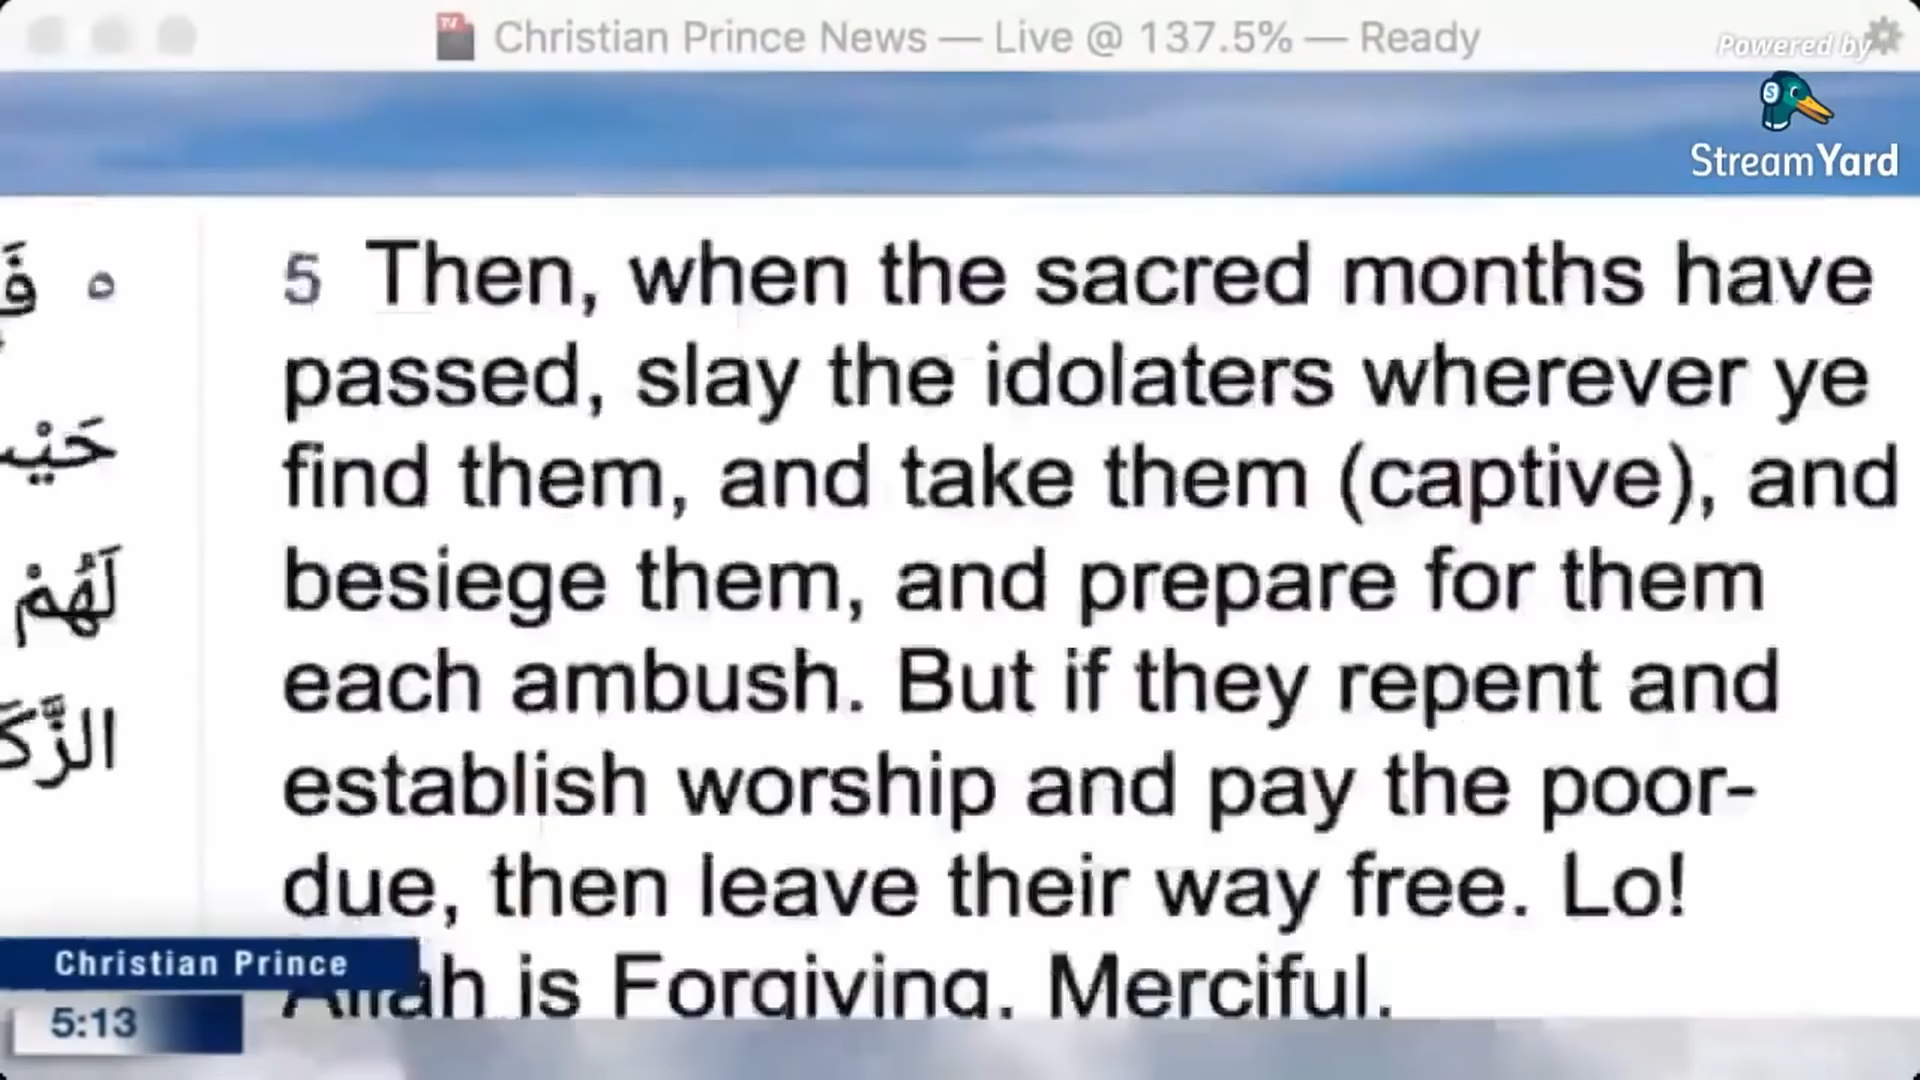 Christian Prince News — Live @ 137.5% — Ready
Powered by
StreamYard
5 Then, when the sacred months have
passed, slay the idolaters wherever ye
find them, and take them (captive), and
besiege them, and prepare for them
each ambush. But if they repent and
establish worship and pay the poor-
due, then leave their way free. Lo!
Allah is Forgiving, Merciful.
٥
لَهُمْ
Christian Prince
5:13